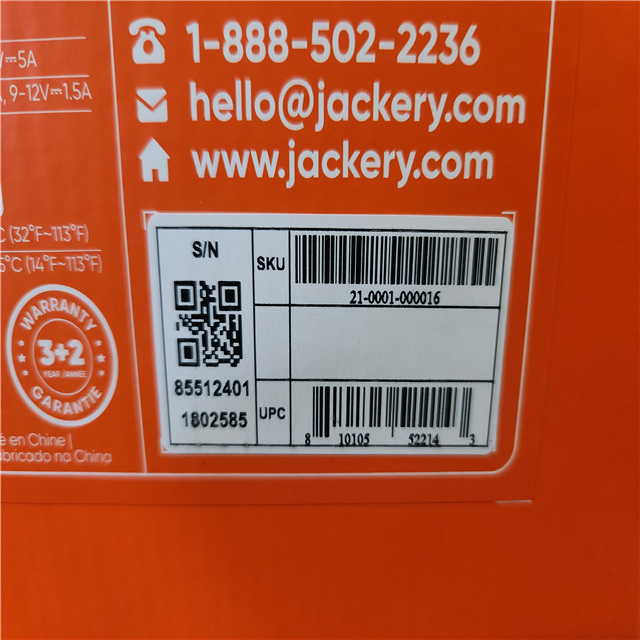 1-888-502-2236
hello@jackery.com
www.jackery.com
5A
9-12V⎓1.5A
(32°F~113°F)
°C (14°F~113°F)
WARRANTY
3+2
YEAR /ANNÉE
GARANTIE
en Chine |
na China
S/N
85512401
1802585
SKU
21-0001-000016
UPC
8 10105 52214 3